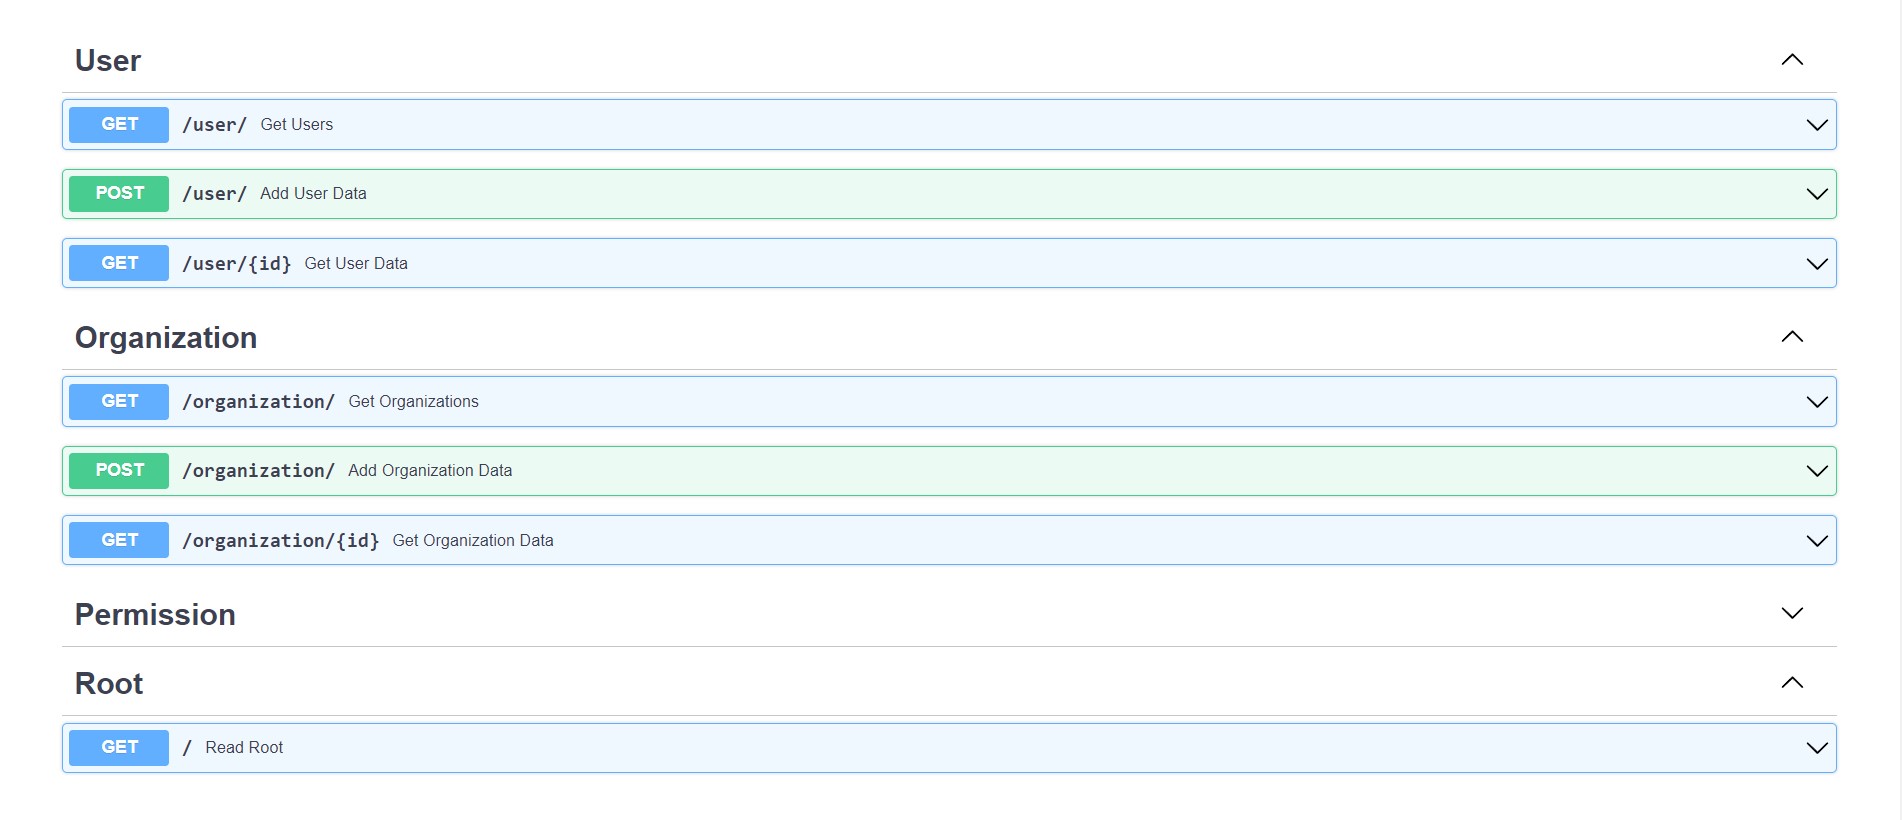 User
GET /user/ Get Users
POST /user/ Add User Data
GET /user/{id} Get User Data
Organization
GET /organization/ Get Organizations
POST /organization/ Add Organization Data
GET /organization/{id} Get Organization Data
Permission
Root
GET / Read Root